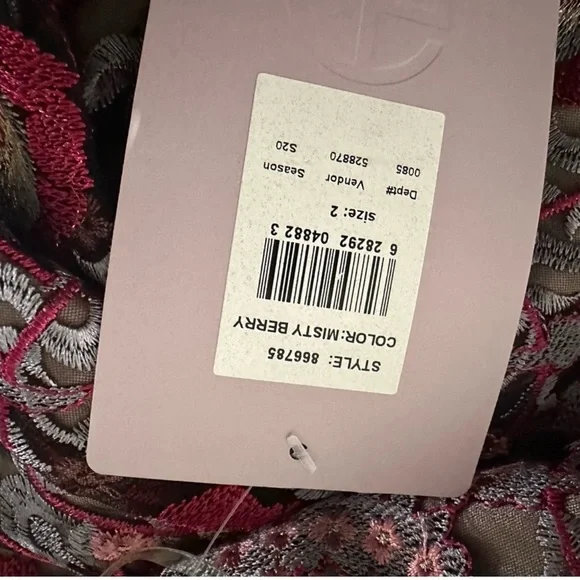 STYLE: 866785
COLOR:MISTY BERRY
6 28292 04882 3
size: 2
Dept# Vendor Season
0085 528870 S20